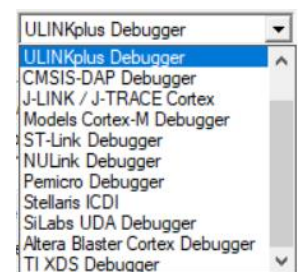 ULINKplus Debugger
ULINKplus Debugger
CMSIS-DAP Debugger
J-LINK / J-TRACE Cortex
Models Cortex-M Debugger
ST-Link Debugger
NULink Debugger
Pemicro Debugger
Stellaris ICDI
SiLabs UDA Debugger
Altera Blaster Cortex Debugger
TI XDS Debugger